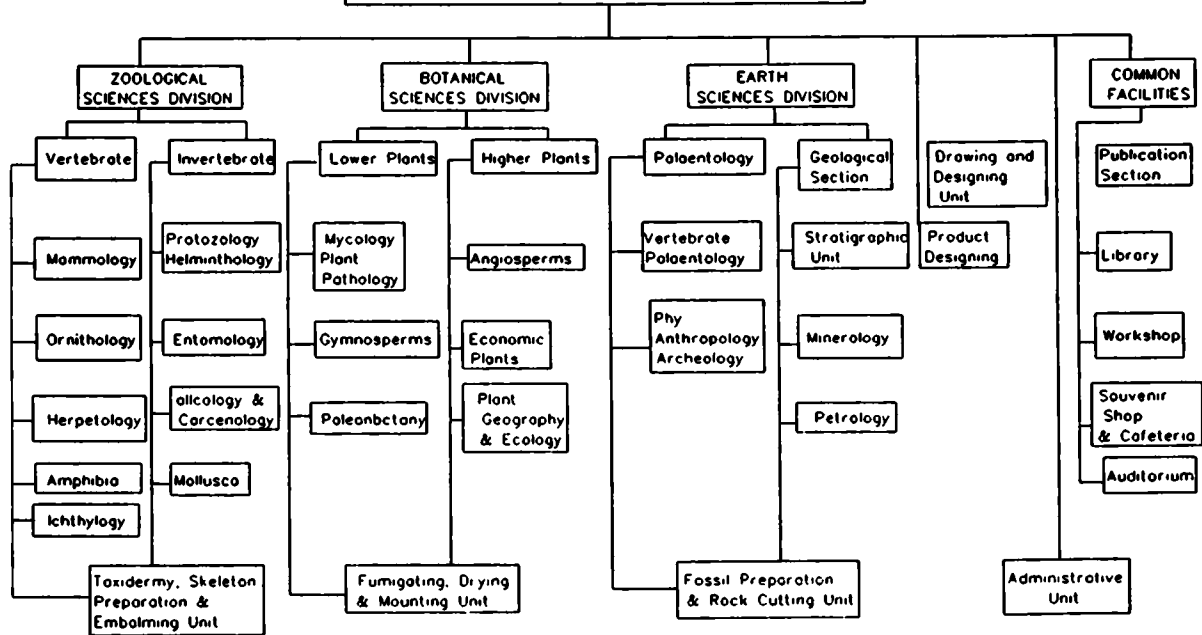 ZOOLOGICAL
SCIENCES DIVISION
BOTANICAL
SCIENCES DIVISION
EARTH
SCIENCES DIVISION
COMMON
FACILITIES
Vertebrate
Invertebrate
Lower Plants
Higher Plants
Palaentology
Geological
Section
Drawing and
Designing
Unit
Publication
Section
Mammology
Protozology
Helminthology
Mycology
Plant
Pathology
Angiosperms
Vertebrate
Palaentology
Stratigraphic
Unit
Product
Designing
Library
Ornithology
Entomology
Gymnosperms
Economic
Plants
Phy
Anthropology
Archeology
Minerology
Workshop
Herpetology
allcology &
Carcenology
Paleonbctany
Plant
Geography
& Ecology
Petrology
Souvenir
Shop
& Cafeteria
Amphibia
Mollusca
Auditorium
Ichthylogy
Taxidermy, Skeleton
Preparation &
Embalming Unit
Fumigating, Drying
& Mounting Unit
Fossil Preparation
& Rock Cutting Unit
Administrative
Unit